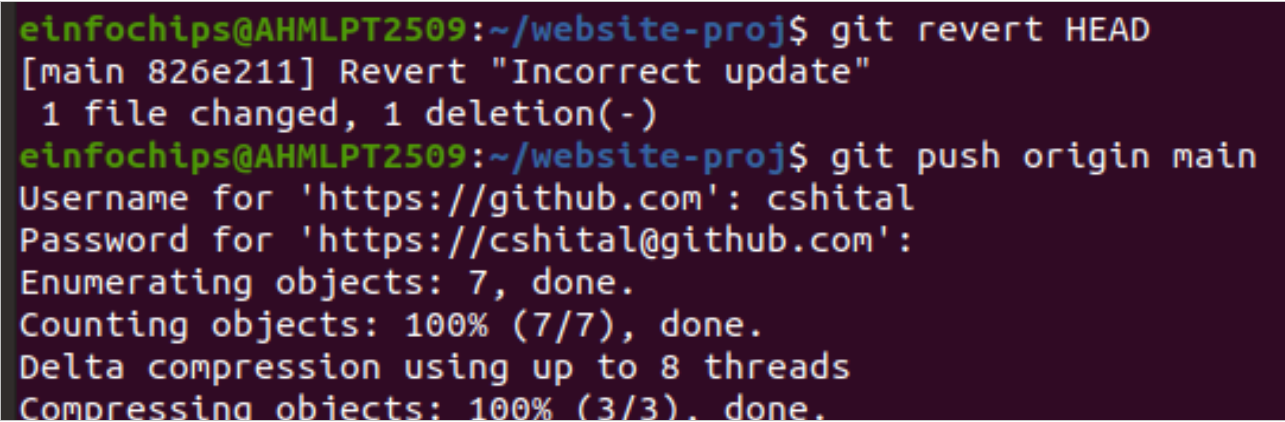 einfochips@AHMLPT2509:~/website-proj$ git revert HEAD
[main 826e211] Revert "Incorrect update"
 1 file changed, 1 deletion(-)
einfochips@AHMLPT2509:~/website-proj$ git push origin main
Username for 'https://github.com': cshital
Password for 'https://cshital@github.com':
Enumerating objects: 7, done.
Counting objects: 100% (7/7), done.
Delta compression using up to 8 threads
Compressing objects: 100% (3/3), done.